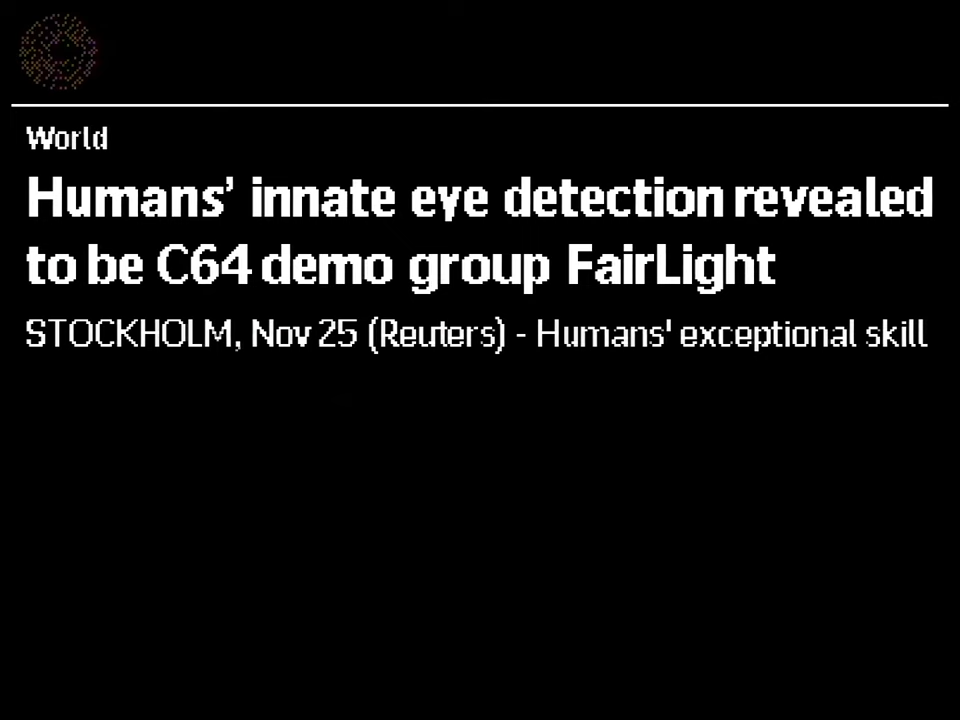 World
Humans’ innate eye detection revealed
to be C64 demo group FairLight
STOCKHOLM, Nov 25 (Reuters) - Humans' exceptional skill